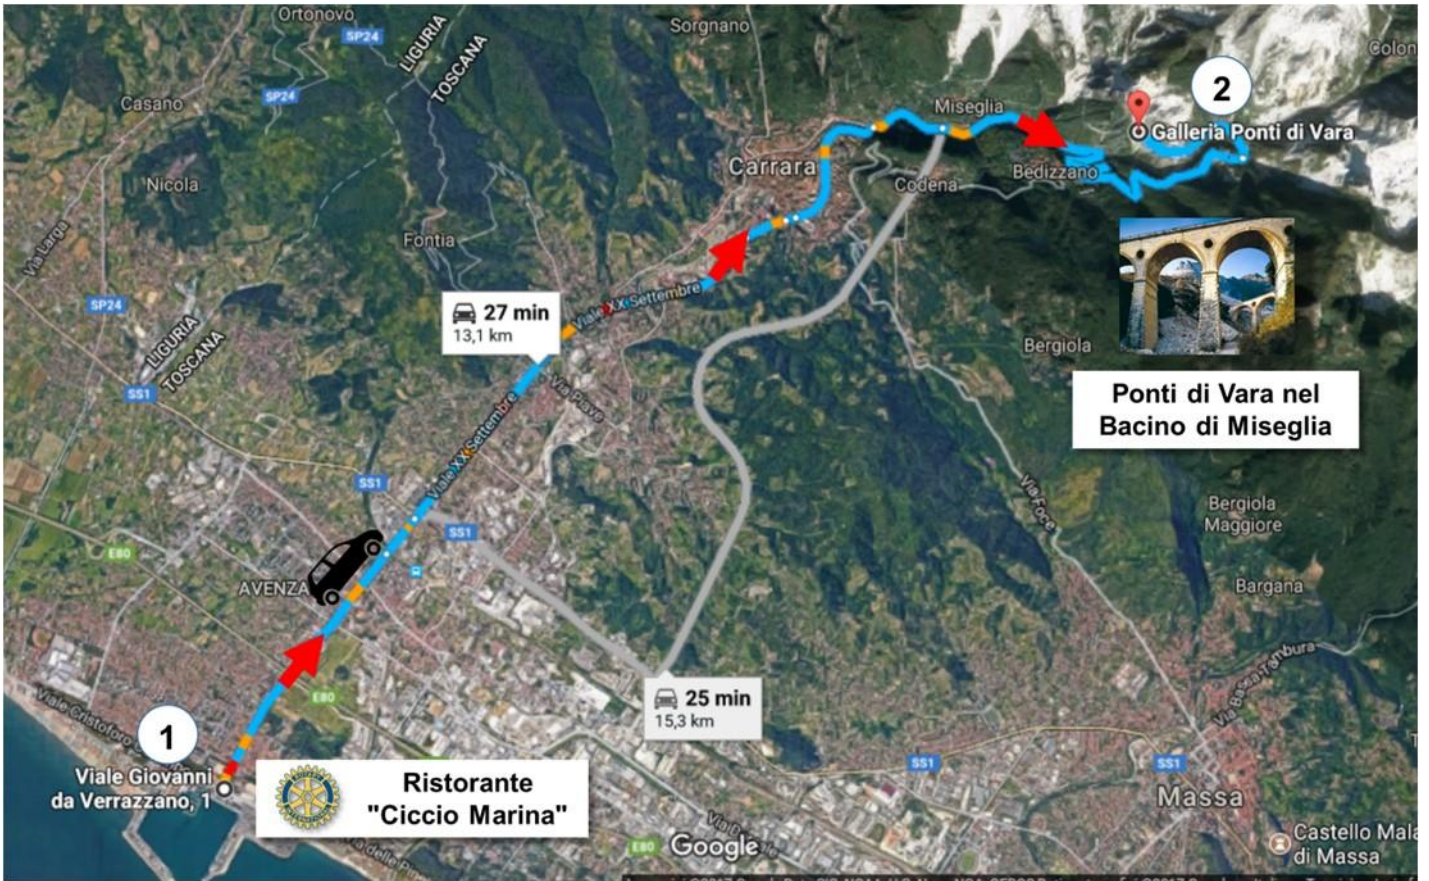 Ortonovo
SP24
LIGURIA
TOSCANA
Sorgnano
Colon
Casano
SP24
Miseglia
2
Galleria Ponti di Vara
Carrara
Nicola
Codena
Bedizzano
Via Larga
Fontia
SP24
27 min
13,1 km
Viale XX Settembre
LIGURIA
TOSCANA
Bergiola
SS1
Via Piave
Ponti di Vara nel
Bacino di Miseglia
Viale XX Settembre
SS1
SS1
Via Foce
Bergiola
Maggiore
E80
AVENZA
Bargana
Via Bassa Tambura
E80
25 min
15,3 km
Viale Cristoforo
1
Viale Giovanni
da Verrazzano, 1
Ristorante
"Ciccio Marina"
SS1
SS1
Massa
E80
Google
Castello Mala
di Massa